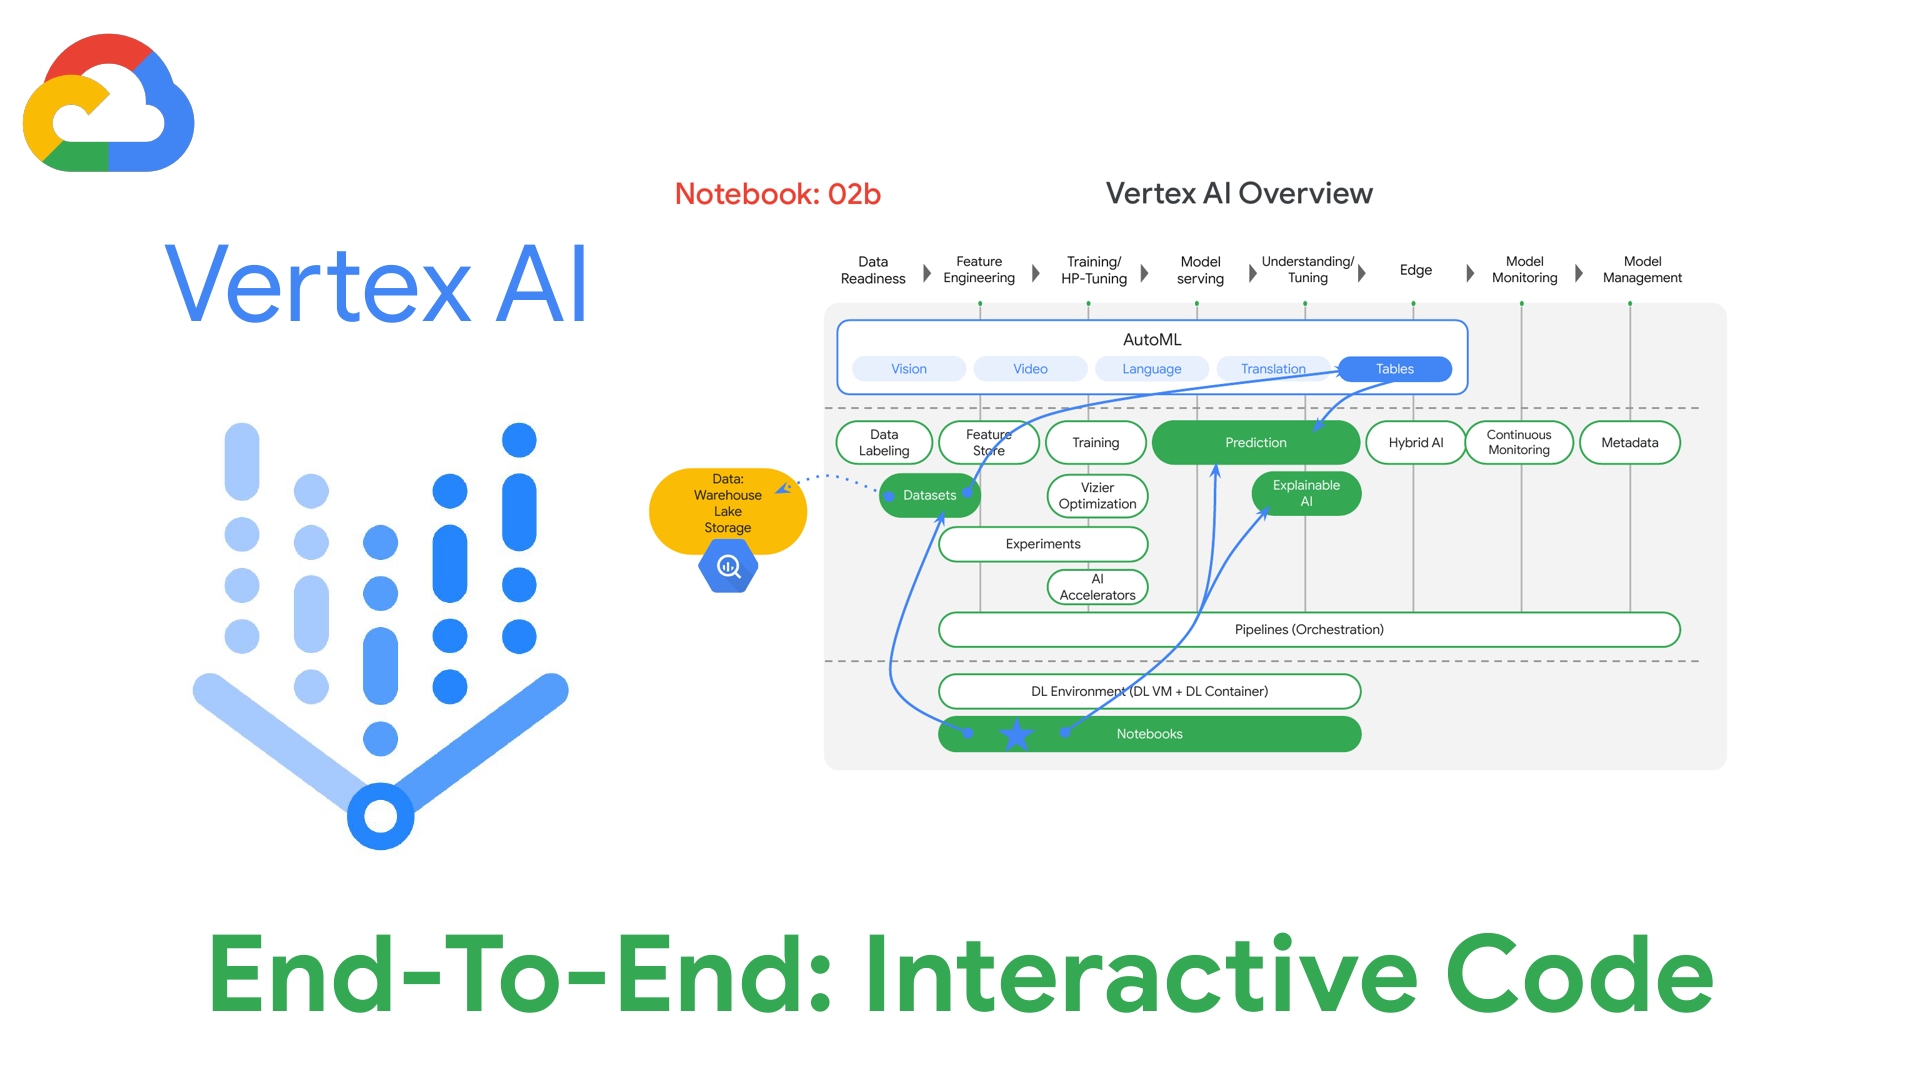 Notebook: 02b
Vertex AI Overview
Vertex AI
Data
Readiness
Feature
Engineering
Training/
HP-Tuning
Model
serving
Understanding/
Tuning
Edge
Model
Monitoring
Model
Management
AutoML
Vision
Video
Language
Translation
Tables
Data
Labeling
Feature
Store
Training
Prediction
Hybrid AI
Continuous
Monitoring
Metadata
Data:
Warehouse
Lake
Storage
Datasets
Vizier
Optimization
Explainable
AI
Experiments
AI
Accelerators
Pipelines (Orchestration)
DL Environment (DL VM + DL Container)
Notebooks
End-To-End: Interactive Code